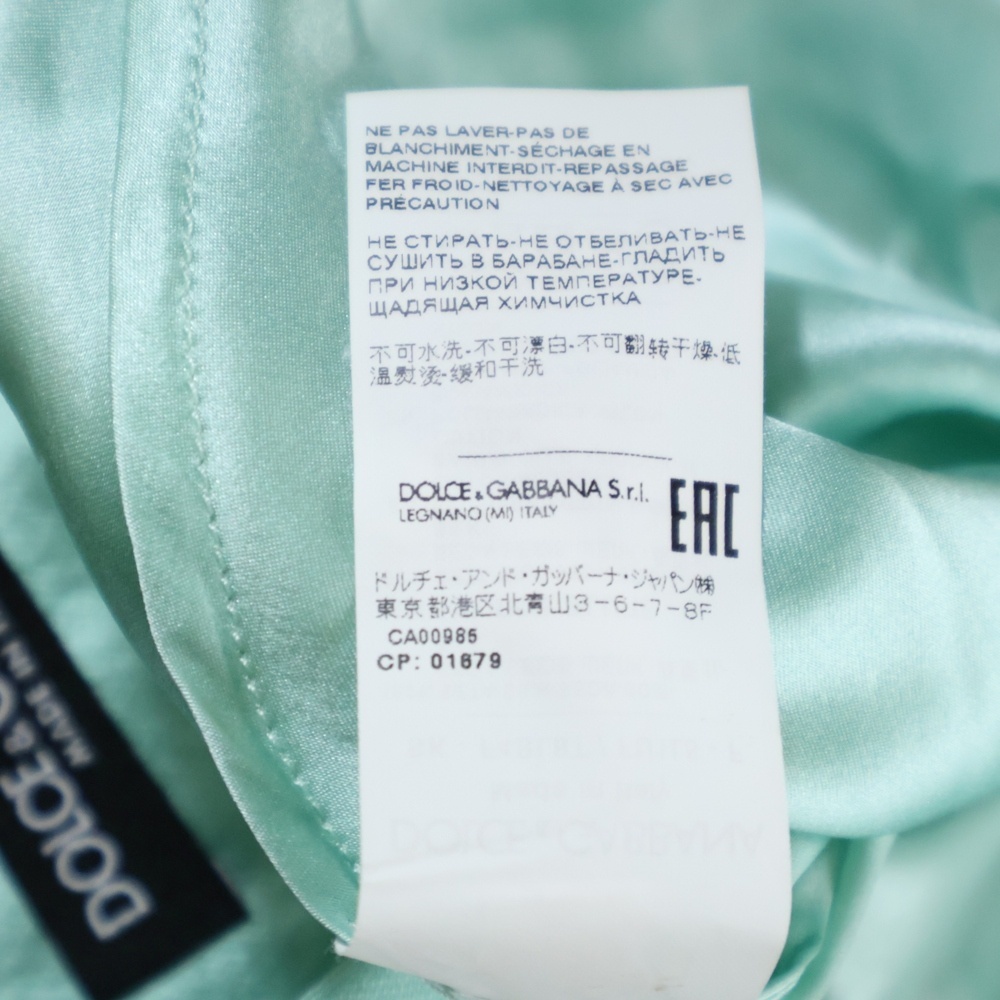 NE PAS LAVER-PAS DE
BLANCHIMENT-SÉCHAGE EN
MACHINE INTERDIT-REPASSAGE
FER FROID-NETTOYAGE À SEC AVEC
PRÉCAUTION
НЕ СТИРАТЬ-НЕ ОТБЕЛИВАТЬ-НЕ
СУШИТЬ В БАРАБАНЕ-ГЛАДИТЬ
ПРИ НИЗКОЙ ТЕМПЕРАТУРЕ-
ЩАДЯЩАЯ ХИМЧИСТКА
不可水洗-不可漂白-不可翻转干燥-低
温熨烫-缓和干洗
DOLCE & GABBANA S.r.l.
LEGNANO (MI) ITALY
EAC
ドルチェ・アンド・ガッバーナ・ジャパン㈱
東京都港区北青山3-6-7-8F
CA00985
CP: 01679
DOLCE &
MADE IN